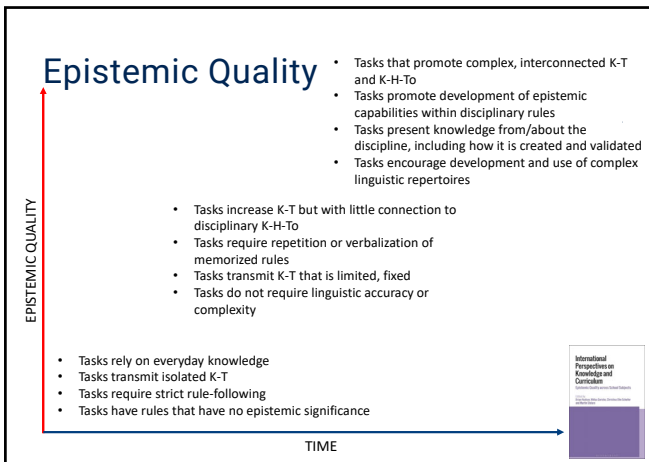 Epistemic Quality
• Tasks that promote complex, interconnected K-T
and K-H-To
• Tasks promote development of epistemic
capabilities within disciplinary rules
• Tasks present knowledge from/about the
discipline, including how it is created and validated
• Tasks encourage development and use of complex
linguistic repertoires
EPISTEMIC QUALITY
• Tasks increase K-T but with little connection to
disciplinary K-H-To
• Tasks require repetition or verbalization of
memorized rules
• Tasks transmit K-T that is limited, fixed
• Tasks do not require linguistic accuracy or
complexity
• Tasks rely on everyday knowledge
• Tasks transmit isolated K-T
• Tasks require strict rule-following
• Tasks have rules that have no epistemic significance
TIME
International
Perspectives on
Knowledge and
Curriculum
Epistemic Quality across School Subjects